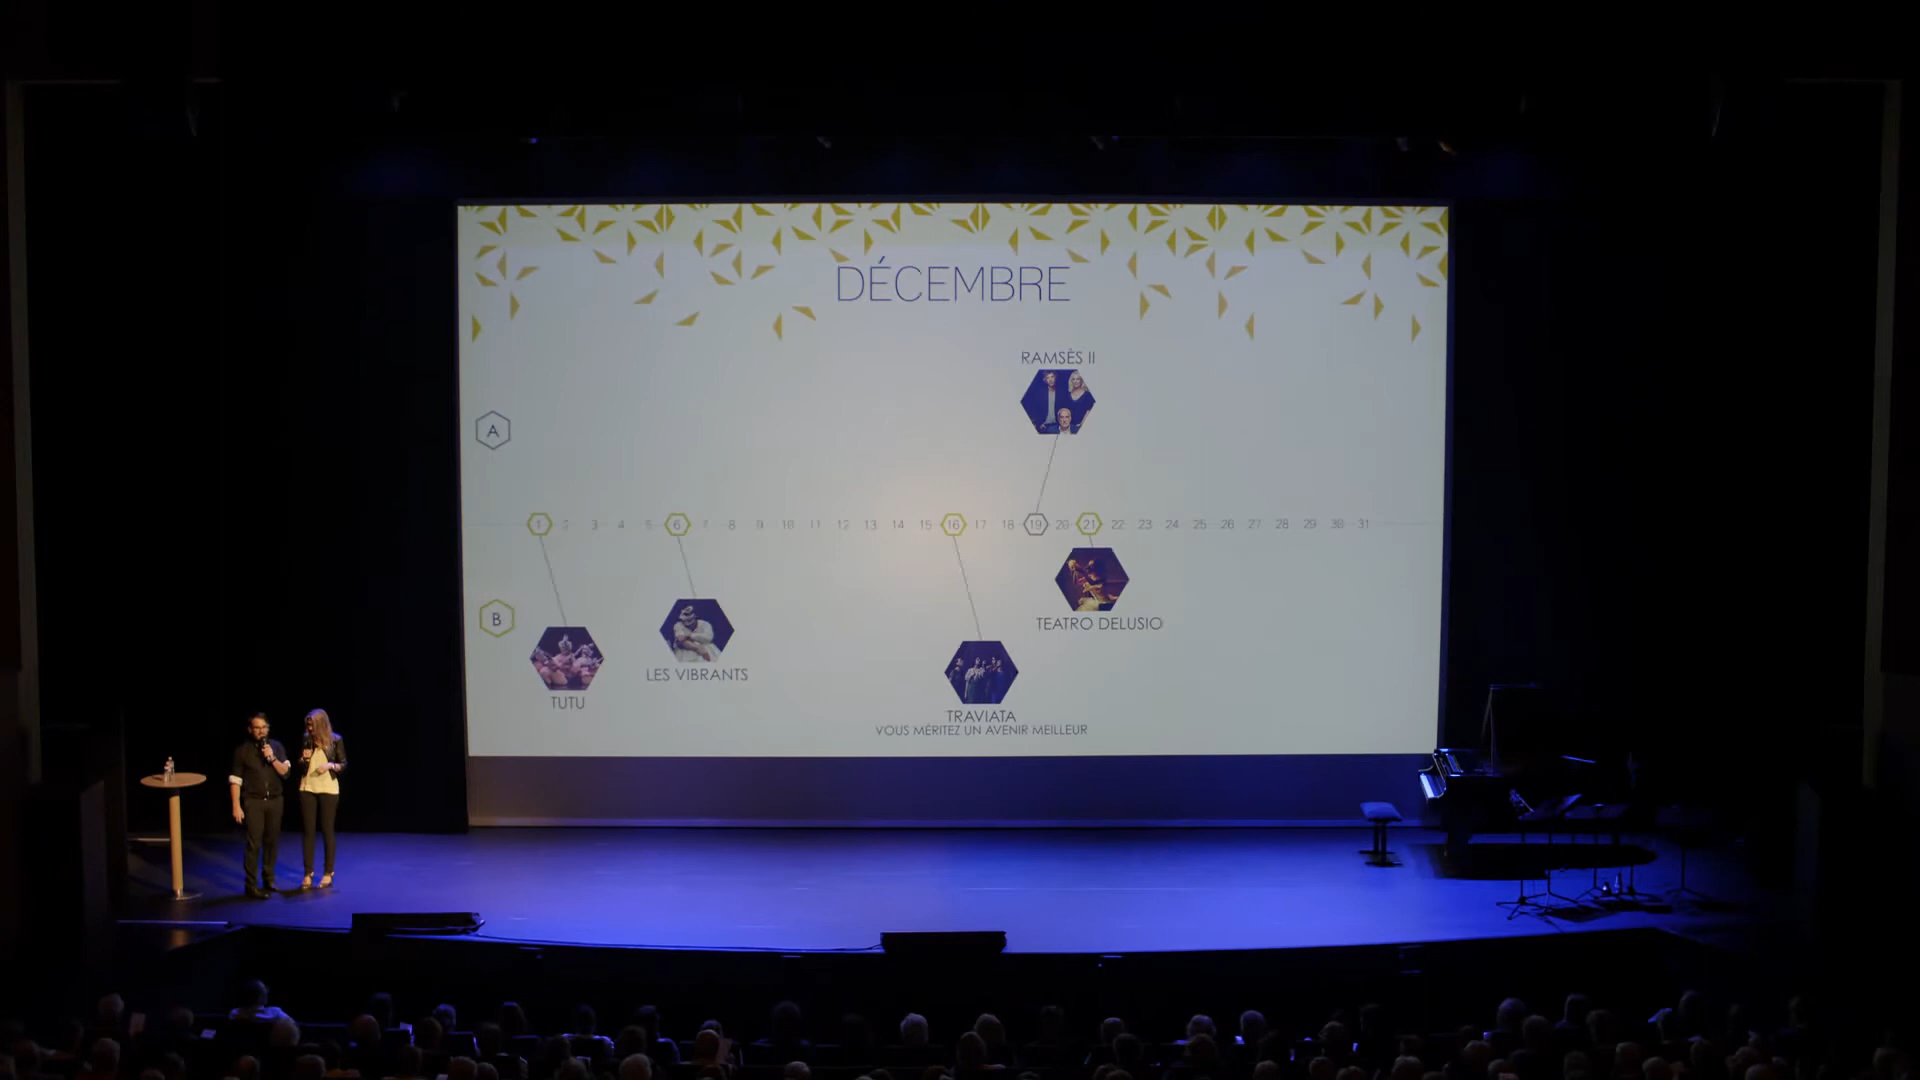 DÉCEMBRE
RAMSÈS II
A
1 2 3 4 5 6 7 8 9 10 11 12 13 14 15 16 17 18 19 20 21 22 23 24 25 26 27 28 29 30 31
B
TEATRO DELUSIO
LES VIBRANTS
TUTU
TRAVIATA
VOUS MÉRITEZ UN AVENIR MEILLEUR